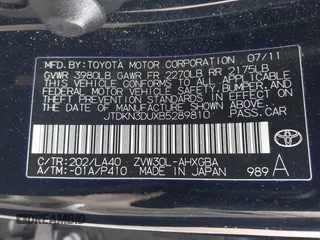 MFD.BY:TOYOTA MOTOR CORPORATION 07/11
GVWR 3980LB GAWR FR 2270LB RR 2175LB
THIS VEHICLE CONFORMS TO ALL APPLICABLE
FEDERAL MOTOR VEHICLE SAFETY, BUMPER, AND
THEFT PREVENTION STANDARDS IN EFFECT ON
THE DATE OF MANUFACTURE SHOWN ABOVE.
JTDKN3DUXB5289810 PASS.CAR
C/TR:202/LA40 ZVW30L-AHXGBA
A/TM:-01A/P410 MADE IN JAPAN 989 A
TOYOTA
DREAMBID